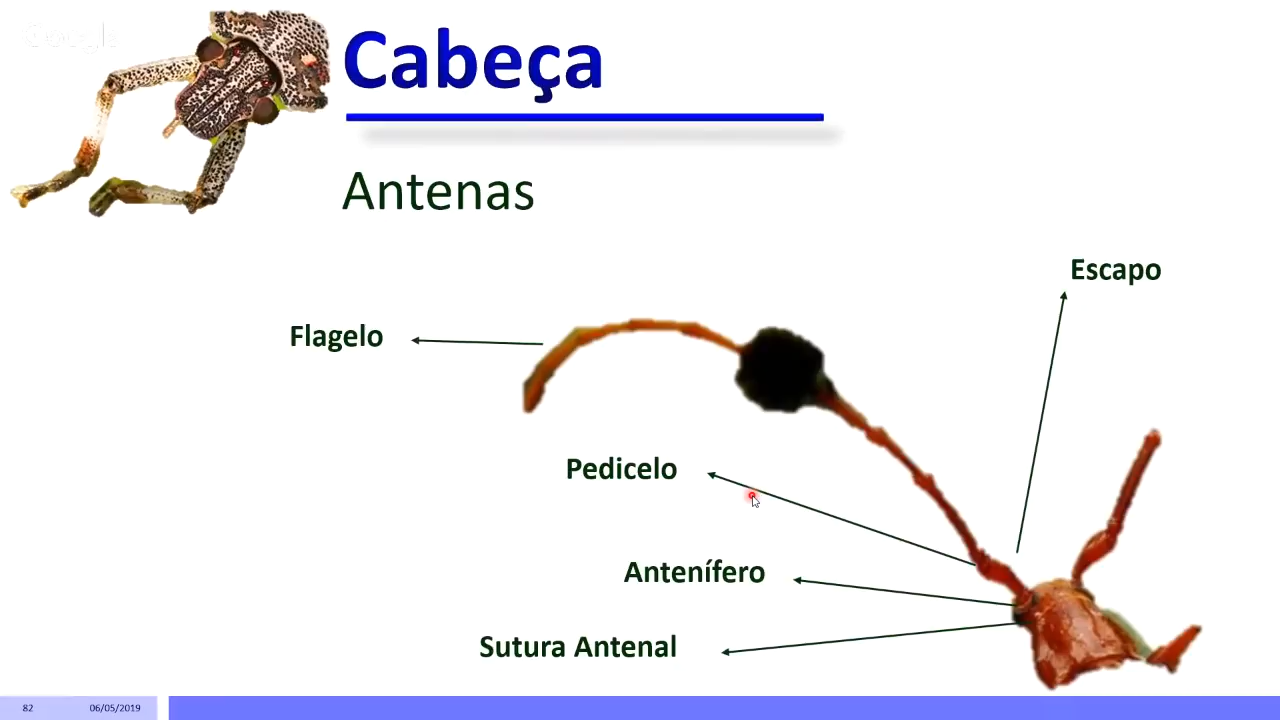 Cabeça
Antenas
Escapo
Flagelo
Pedicelo
Antenífero
Sutura Antenal
82 06/05/2019